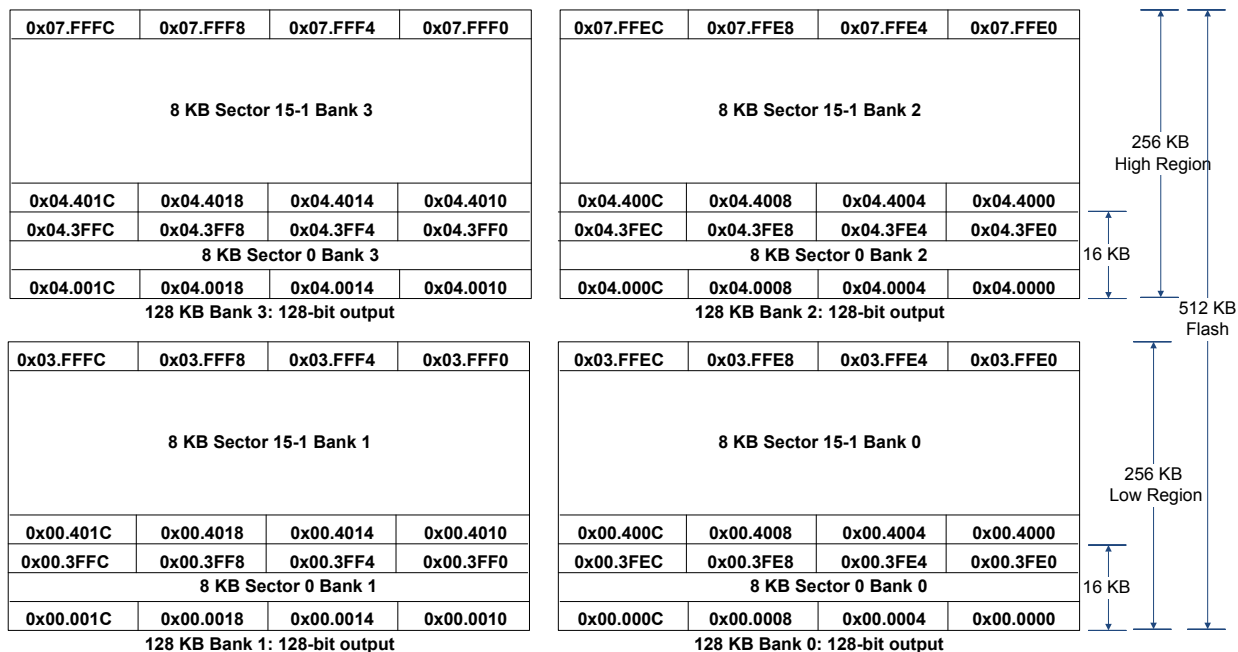 0x07.FFFC 0x07.FFF8 0x07.FFF4 0x07.FFF0 0x07.FFEC 0x07.FFE8 0x07.FFE4 0x07.FFE0
8 KB Sector 15-1 Bank 3 8 KB Sector 15-1 Bank 2
256 KB
High Region
0x04.401C 0x04.4018 0x04.4014 0x04.4010 0x04.400C 0x04.4008 0x04.4004 0x04.4000
0x04.3FFC 0x04.3FF8 0x04.3FF4 0x04.3FF0 0x04.3FEC 0x04.3FE8 0x04.3FE4 0x04.3FE0
8 KB Sector 0 Bank 3 8 KB Sector 0 Bank 2 16 KB
0x04.001C 0x04.0018 0x04.0014 0x04.0010 0x04.000C 0x04.0008 0x04.0004 0x04.0000
128 KB Bank 3: 128-bit output 128 KB Bank 2: 128-bit output
512 KB
Flash
0x03.FFFC 0x03.FFF8 0x03.FFF4 0x03.FFF0 0x03.FFEC 0x03.FFE8 0x03.FFE4 0x03.FFE0
8 KB Sector 15-1 Bank 1 8 KB Sector 15-1 Bank 0
256 KB
Low Region
0x00.401C 0x00.4018 0x00.4014 0x00.4010 0x00.400C 0x00.4008 0x00.4004 0x00.4000
0x00.3FFC 0x00.3FF8 0x00.3FF4 0x00.3FF0 0x00.3FEC 0x00.3FE8 0x00.3FE4 0x00.3FE0
8 KB Sector 0 Bank 1 8 KB Sector 0 Bank 0 16 KB
0x00.001C 0x00.0018 0x00.0014 0x00.0010 0x00.000C 0x00.0008 0x00.0004 0x00.0000
128 KB Bank 1: 128-bit output 128 KB Bank 0: 128-bit output